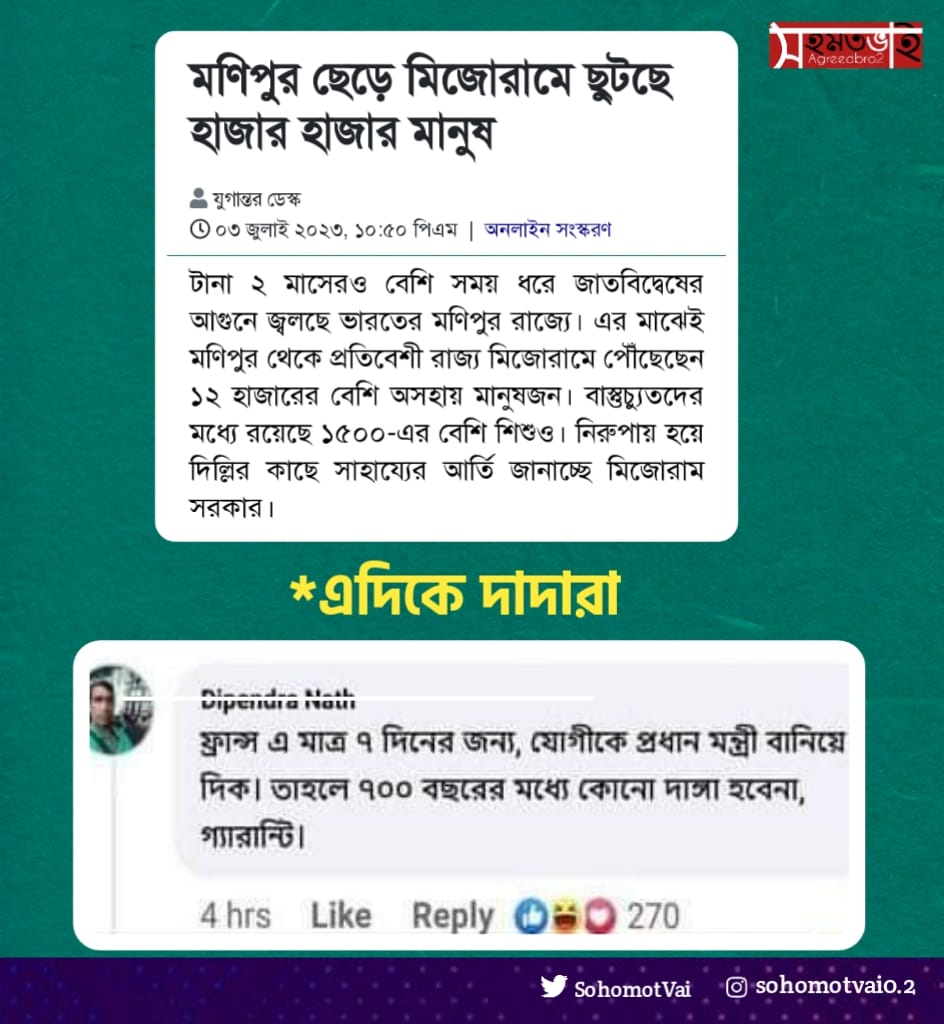 সহমতভাই
Agreedbro2
মণিপুর ছেড়ে মিজোরামে ছুটছে
হাজার হাজার মানুষ
যুগান্তর ডেস্ক
০৩ জুলাই ২০২৩, ১০:৫০ পিএম | অনলাইন সংস্করণ
টানা ২ মাসেরও বেশি সময় ধরে জাতবিদ্বেষের
আগুনে জ্বলছে ভারতের মণিপুর রাজ্যে। এর মাঝেই
মণিপুর থেকে প্রতিবেশী রাজ্য মিজোরামে পৌঁছেছেন
১২ হাজারের বেশি অসহায় মানুষজন। বাস্তুচ্যুতদের
মধ্যে রয়েছে ১৫০০-এর বেশি শিশুও। নিরুপায় হয়ে
দিল্লির কাছে সাহায্যের আর্তি জানাচ্ছে মিজোরাম
সরকার।
*এদিকে দাদারা
Dipendra Nath
ফ্রান্স এ মাত্র ৭ দিনের জন্য, যোগীকে প্রধান মন্ত্রী বানিয়ে
দিক। তাহলে ৭০০ বছরের মধ্যে কোনো দাঙ্গা হবেনা,
গ্যারান্টি।
4 hrs Like Reply 270
SohomotVai sohomotvai0.2